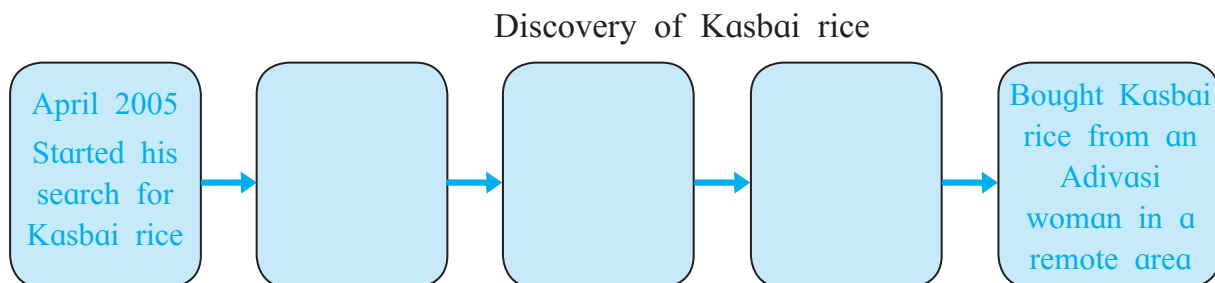 Discovery of Kasbai rice
April 2005
Started his
search for
Kasbai rice
Bought Kasbai
rice from an
Adivasi
woman in a
remote area